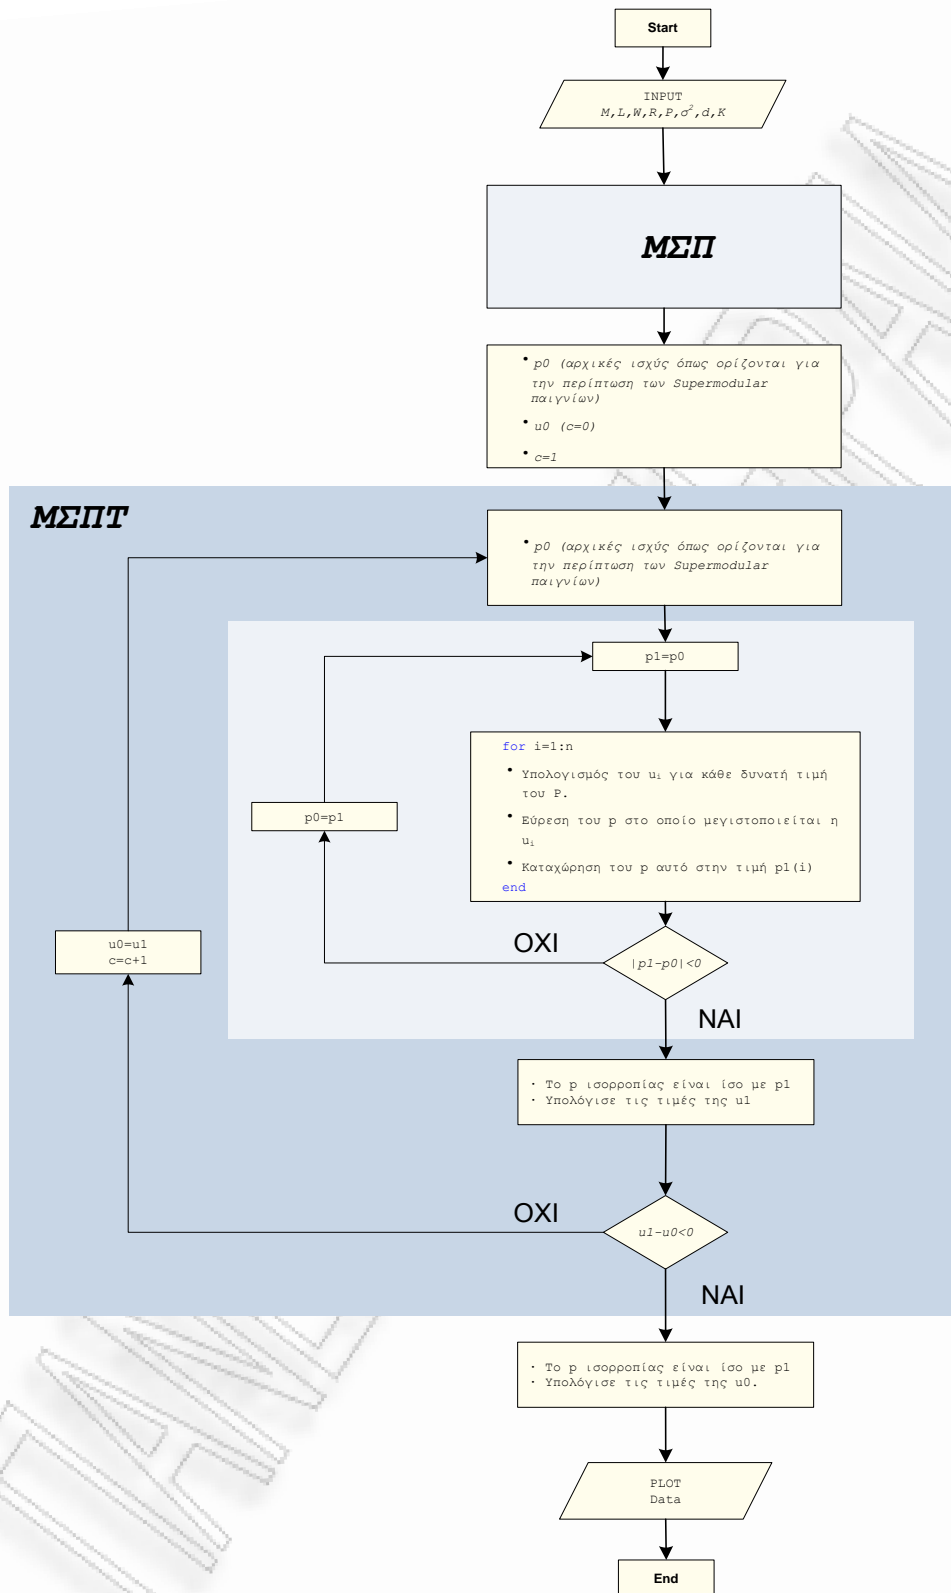 Start
INPUT
M,L,W,R,P,σ²,d,K
ΜΣΠ
• p0 (αρχικές ισχύς όπως ορίζονται για
την περίπτωση των Supermodular
παιγνίων)
• u0 (c=0)
• c=1
ΜΣΠΤ
• p0 (αρχικές ισχύς όπως ορίζονται για
την περίπτωση των Supermodular
παιγνίων)
p1=p0
for i=1:n
• Υπολογισμός του uᵢ για κάθε δυνατή τιμή
του P.
• Εύρεση του p στο οποίο μεγιστοποιείται η
uᵢ
• Καταχώρηση του p αυτό στην τιμή p1(i)
end
p0=p1
u0=u1
c=c+1
ΟΧΙ
|p1-p0|<0
ΝΑΙ
· Το p ισορροπίας είναι ίσο με p1
· Υπολόγισε τις τιμές της u1
ΟΧΙ
u1-u0<0
ΝΑΙ
· Το p ισορροπίας είναι ίσο με p1
· Υπολόγισε τις τιμές της u0.
PLOT
Data
End